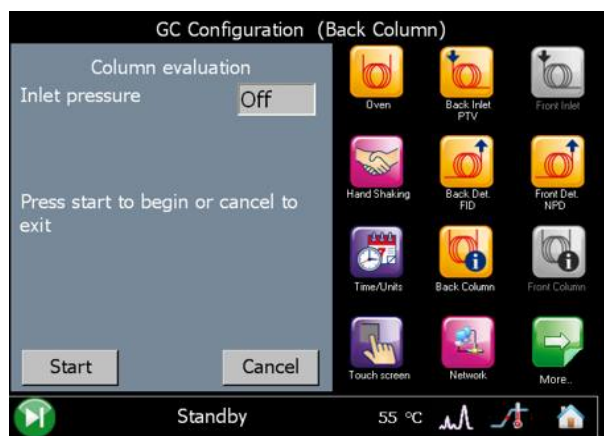 GC Configuration (Back Column)
Column evaluation
Inlet pressure
Off
Press start to begin or cancel to
exit
Start
Cancel
Oven
Back Inlet
PTV
Front Inlet
Hand Shaking
Back Det.
FID
Front Det.
NPD
7
Time/Units
Back Column
Front Column
Touch screen
Network
More..
Standby
55 °C